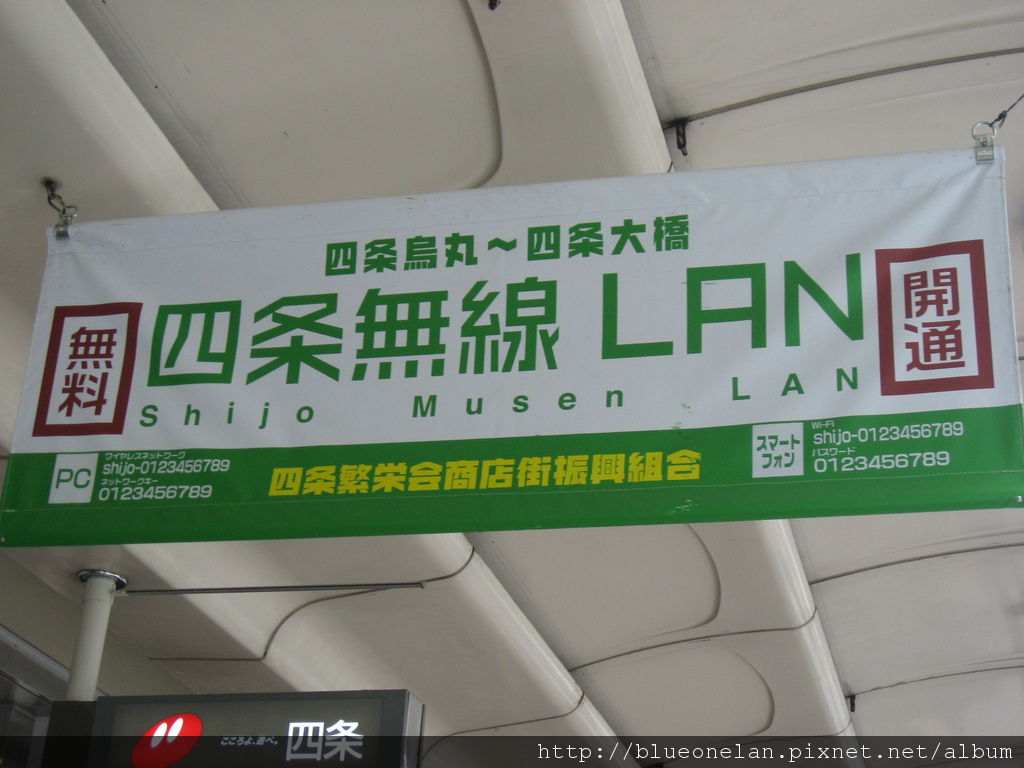 四条烏丸～四条大橋
無料
四条無線LAN
開通
Shijo Musen LAN
PC
ワイヤレスネットワーク
shijo-0123456789
ネットワークキー
0123456789
四条繁栄会商店街振興組合
スマート
フォン
Wi-Fi
shijo-0123456789
パスワード
0123456789
こころよ、遊べ。
四条
http://blueonelan.pixnet.net/album